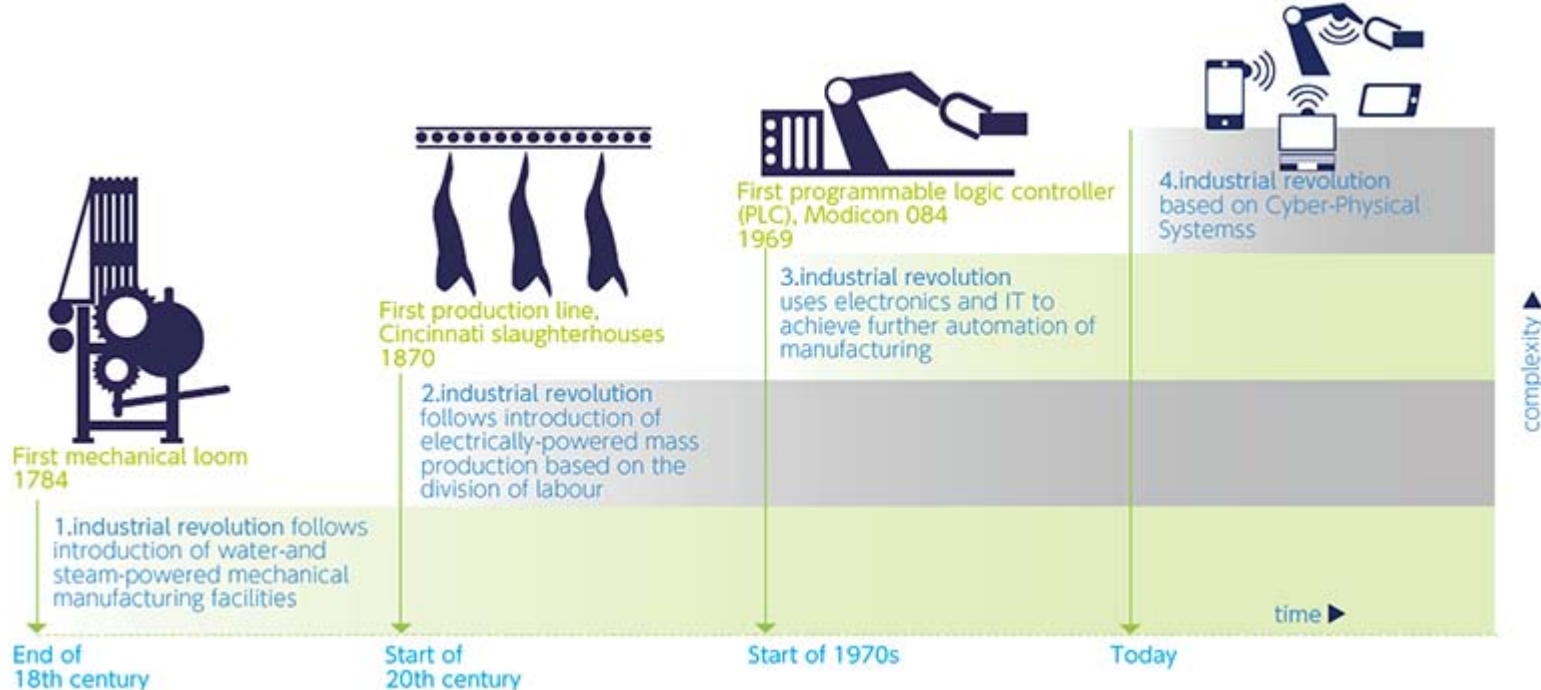 First mechanical loom
1784
1.industrial revolution follows
introduction of water-and
steam-powered mechanical
manufacturing facilities
End of
18th century
First production line,
Cincinnati slaughterhouses
1870
2.industrial revolution
follows introduction of
electrically-powered mass
production based on the
division of labour
Start of
20th century
First programmable logic controller
(PLC), Modicon 084
1969
3.industrial revolution
uses electronics and IT to
achieve further automation of
manufacturing
Start of 1970s
4.industrial revolution
based on Cyber-Physical
Systemss
Today
time
complexity